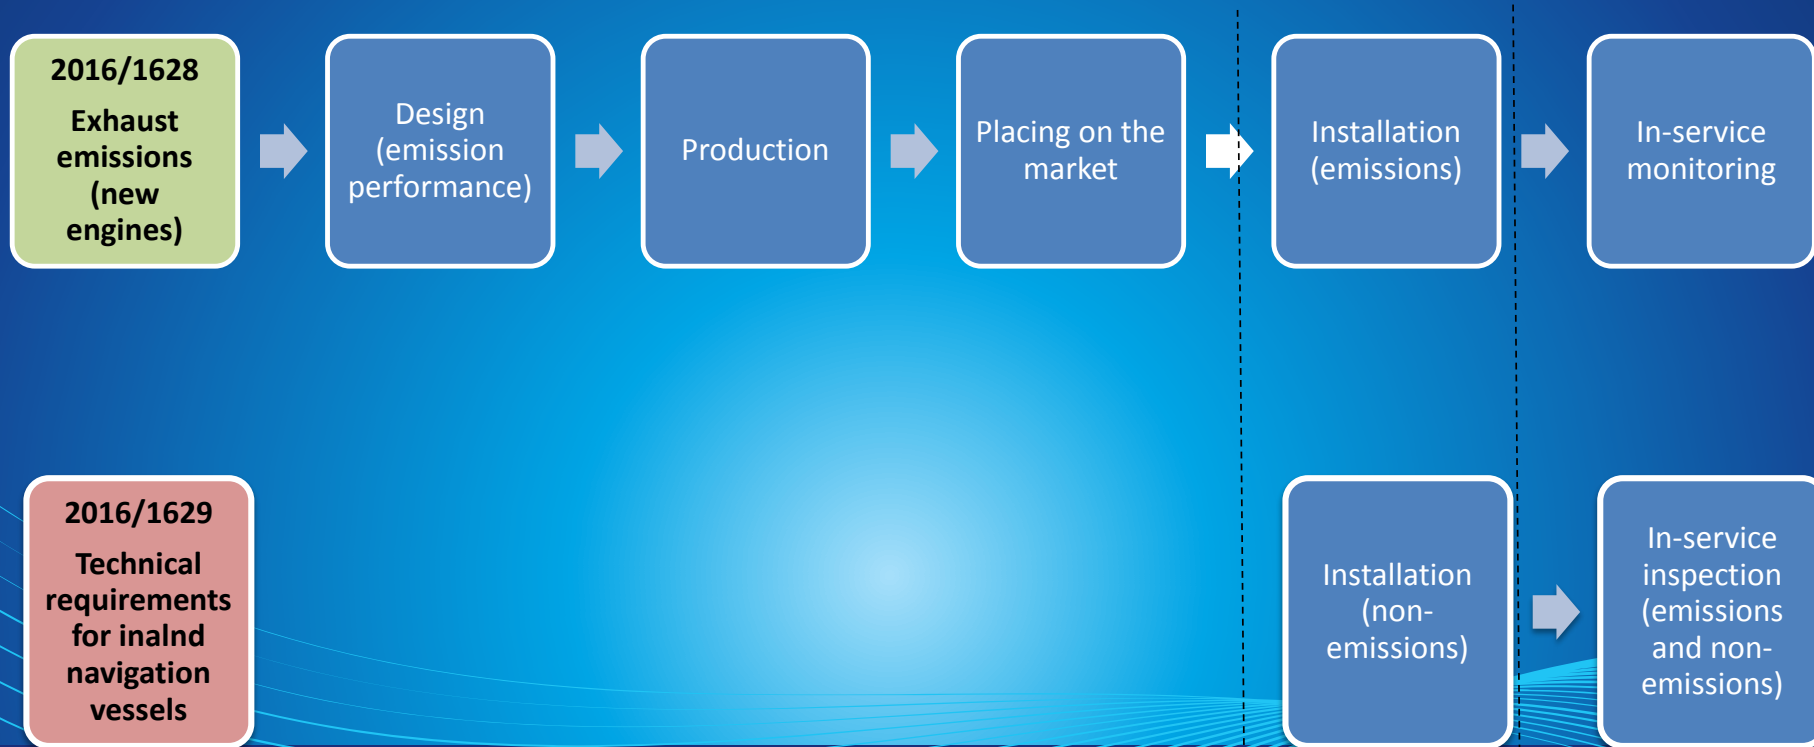 2016/1628
Exhaust
emissions
(new
engines)
Design
(emission
performance)
Production
Placing on the
market
Installation
(emissions)
In-service
monitoring
2016/1629
Technical
requirements
for inalnd
navigation
vessels
Installation
(non-
emissions)
In-service
inspection
(emissions
and non-
emissions)